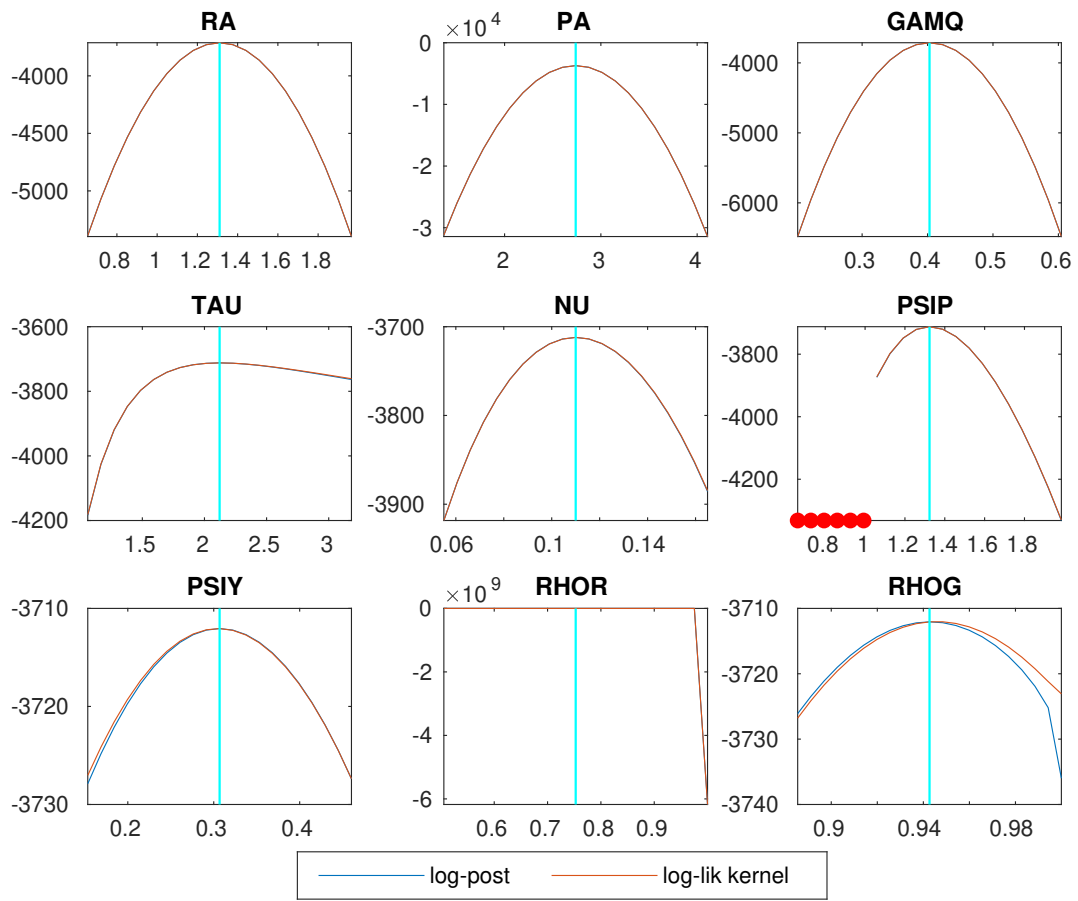 RA PA GAMQ
×10⁴
-4000 -4500 -5000
0 -1 -2 -3
-4000 -5000 -6000
0.8 1 1.2 1.4 1.6 1.8
2 3 4
0.3 0.4 0.5 0.6
TAU NU PSIP
-3600 -3800 -4000 -4200
-3700 -3800 -3900
-3800 -4000 -4200
1.5 2 2.5 3
0.06 0.1 0.14
0.8 1 1.2 1.4 1.6 1.8
PSIY RHOR RHOG
×10⁹
-3710 -3720 -3730
0 -2 -4 -6
-3710 -3720 -3730 -3740
0.2 0.3 0.4
0.6 0.7 0.8 0.9
0.9 0.94 0.98
log-post log-lik kernel